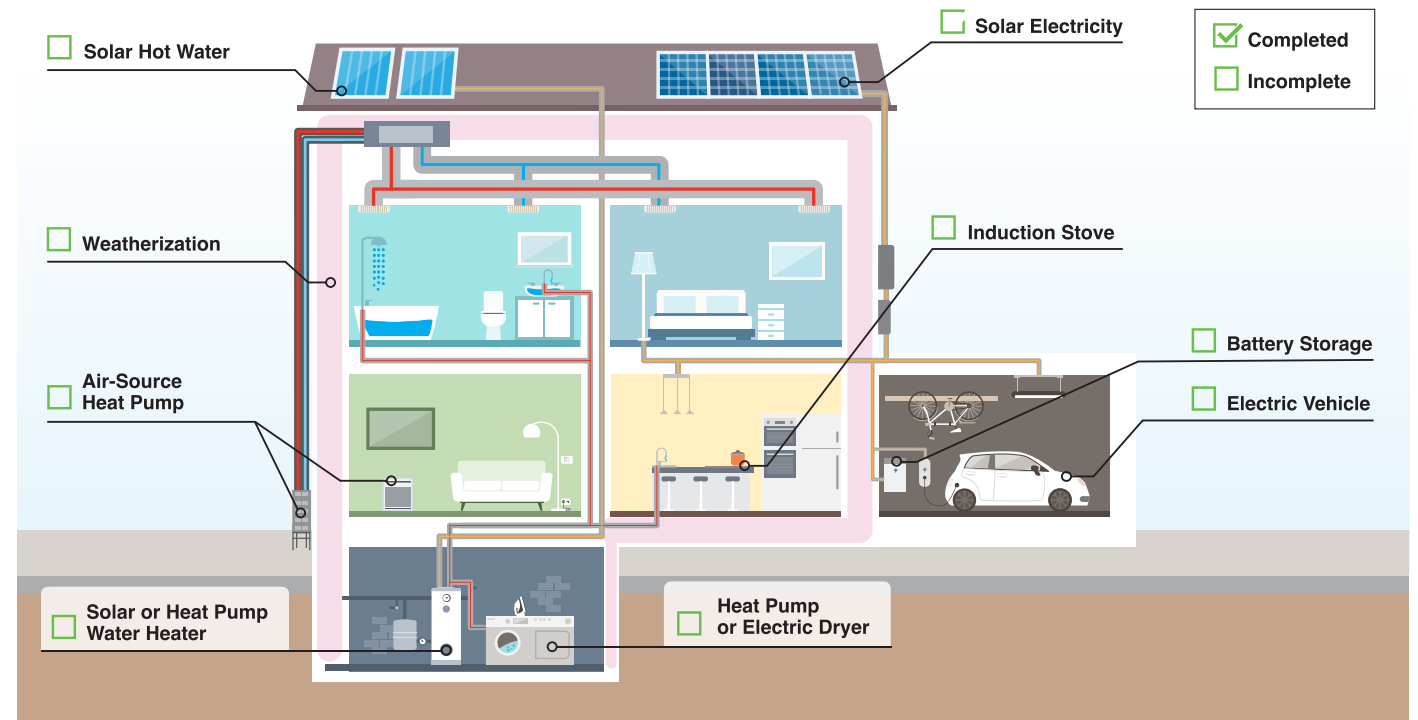 Solar Hot Water
Solar Electricity
Completed
Incomplete
Weatherization
Induction Stove
Battery Storage
Air-Source
Heat Pump
Electric Vehicle
Solar or Heat Pump
Water Heater
Heat Pump
or Electric Dryer